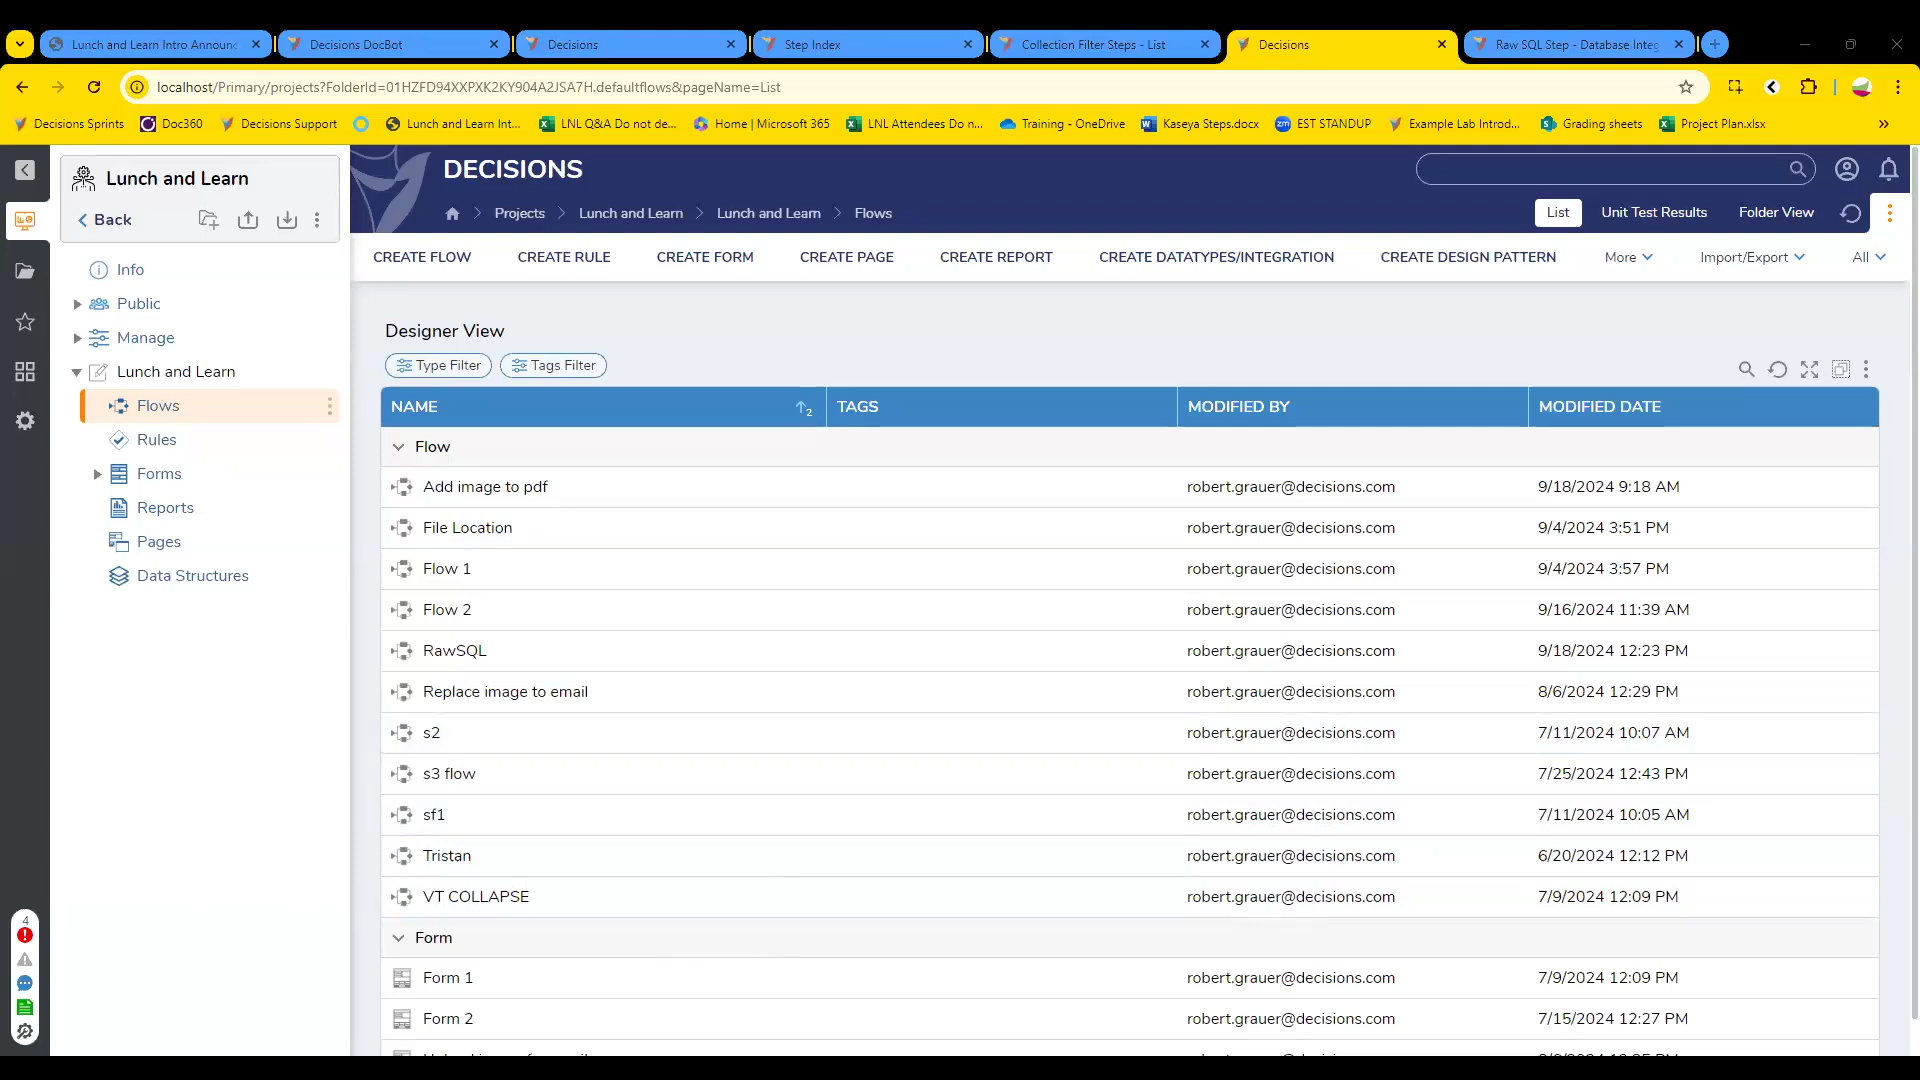 Lunch and Learn Intro Announc
Decisions DocBot
Decisions
Step Index
Collection Filter Steps - List
Decisions
Raw SQL Step - Database Integ
localhost/Primary/projects?FolderId=01HZFD94XXPXK2KY904A2JSA7H.defaultflows&pageName=List
Decisions Sprints
Doc360
Decisions Support
Lunch and Learn Int...
LNL Q&A Do not de...
Home | Microsoft 365
LNL Attendees Do n...
Training - OneDrive
Kaseya Steps.docx
EST STANDUP
Example Lab Introd...
Grading sheets
Project Plan.xlsx
Lunch and Learn
Back
Info
Public
Manage
Lunch and Learn
Flows
Rules
Forms
Reports
Pages
Data Structures
4
DECISIONS
Projects
Lunch and Learn
Lunch and Learn
Flows
List
Unit Test Results
Folder View
CREATE FLOW
CREATE RULE
CREATE FORM
CREATE PAGE
CREATE REPORT
CREATE DATATYPES/INTEGRATION
CREATE DESIGN PATTERN
More
Import/Export
All
Designer View
Type Filter
Tags Filter
NAME 2 TAGS MODIFIED BY MODIFIED DATE
Flow
Add image to pdf robert.grauer@decisions.com 9/18/2024 9:18 AM
File Location robert.grauer@decisions.com 9/4/2024 3:51 PM
Flow 1 robert.grauer@decisions.com 9/4/2024 3:57 PM
Flow 2 robert.grauer@decisions.com 9/16/2024 11:39 AM
RawSQL robert.grauer@decisions.com 9/18/2024 12:23 PM
Replace image to email robert.grauer@decisions.com 8/6/2024 12:29 PM
s2 robert.grauer@decisions.com 7/11/2024 10:07 AM
s3 flow robert.grauer@decisions.com 7/25/2024 12:43 PM
sf1 robert.grauer@decisions.com 7/11/2024 10:05 AM
Tristan robert.grauer@decisions.com 6/20/2024 12:12 PM
VT COLLAPSE robert.grauer@decisions.com 7/9/2024 12:09 PM
Form
Form 1 robert.grauer@decisions.com 7/9/2024 12:09 PM
Form 2 robert.grauer@decisions.com 7/15/2024 12:27 PM